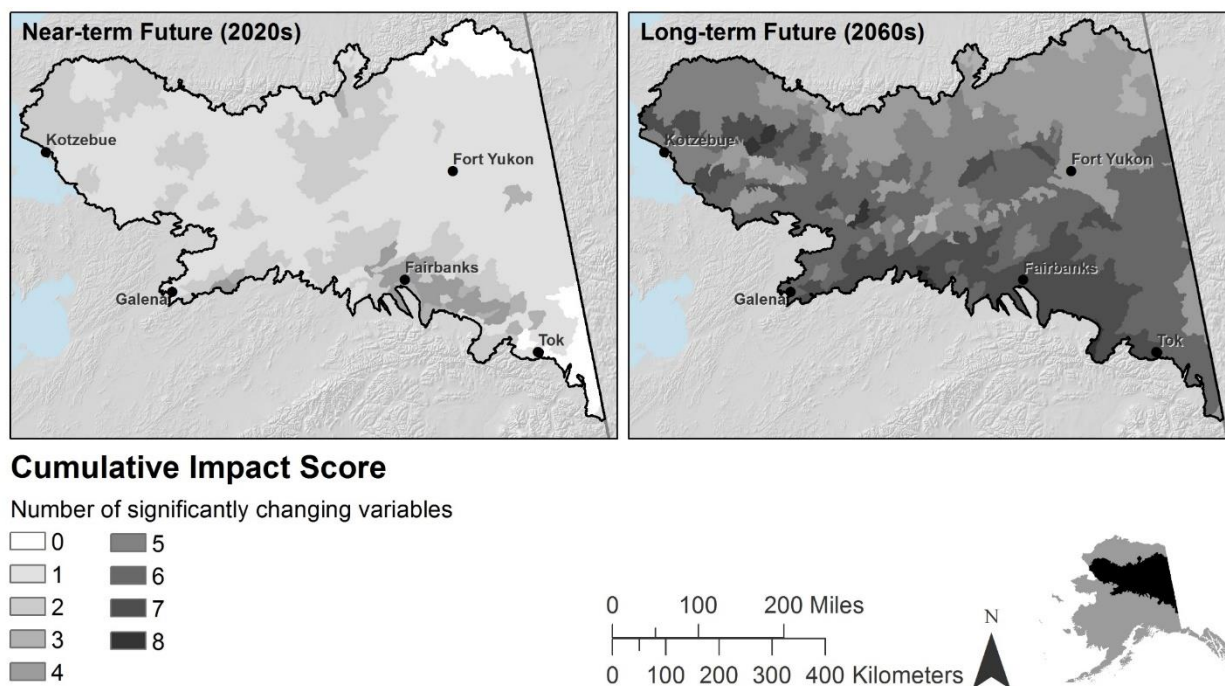 Near-term Future (2020s)
Kotzebue
Fort Yukon
Fairbanks
Galena
Tok
Long-term Future (2060s)
Kotzebue
Fort Yukon
Fairbanks
Galena
Tok
Cumulative Impact Score
Number of significantly changing variables
0
1
2
3
4
5
6
7
8
0 100 200 Miles
0 100 200 300 400 Kilometers
N